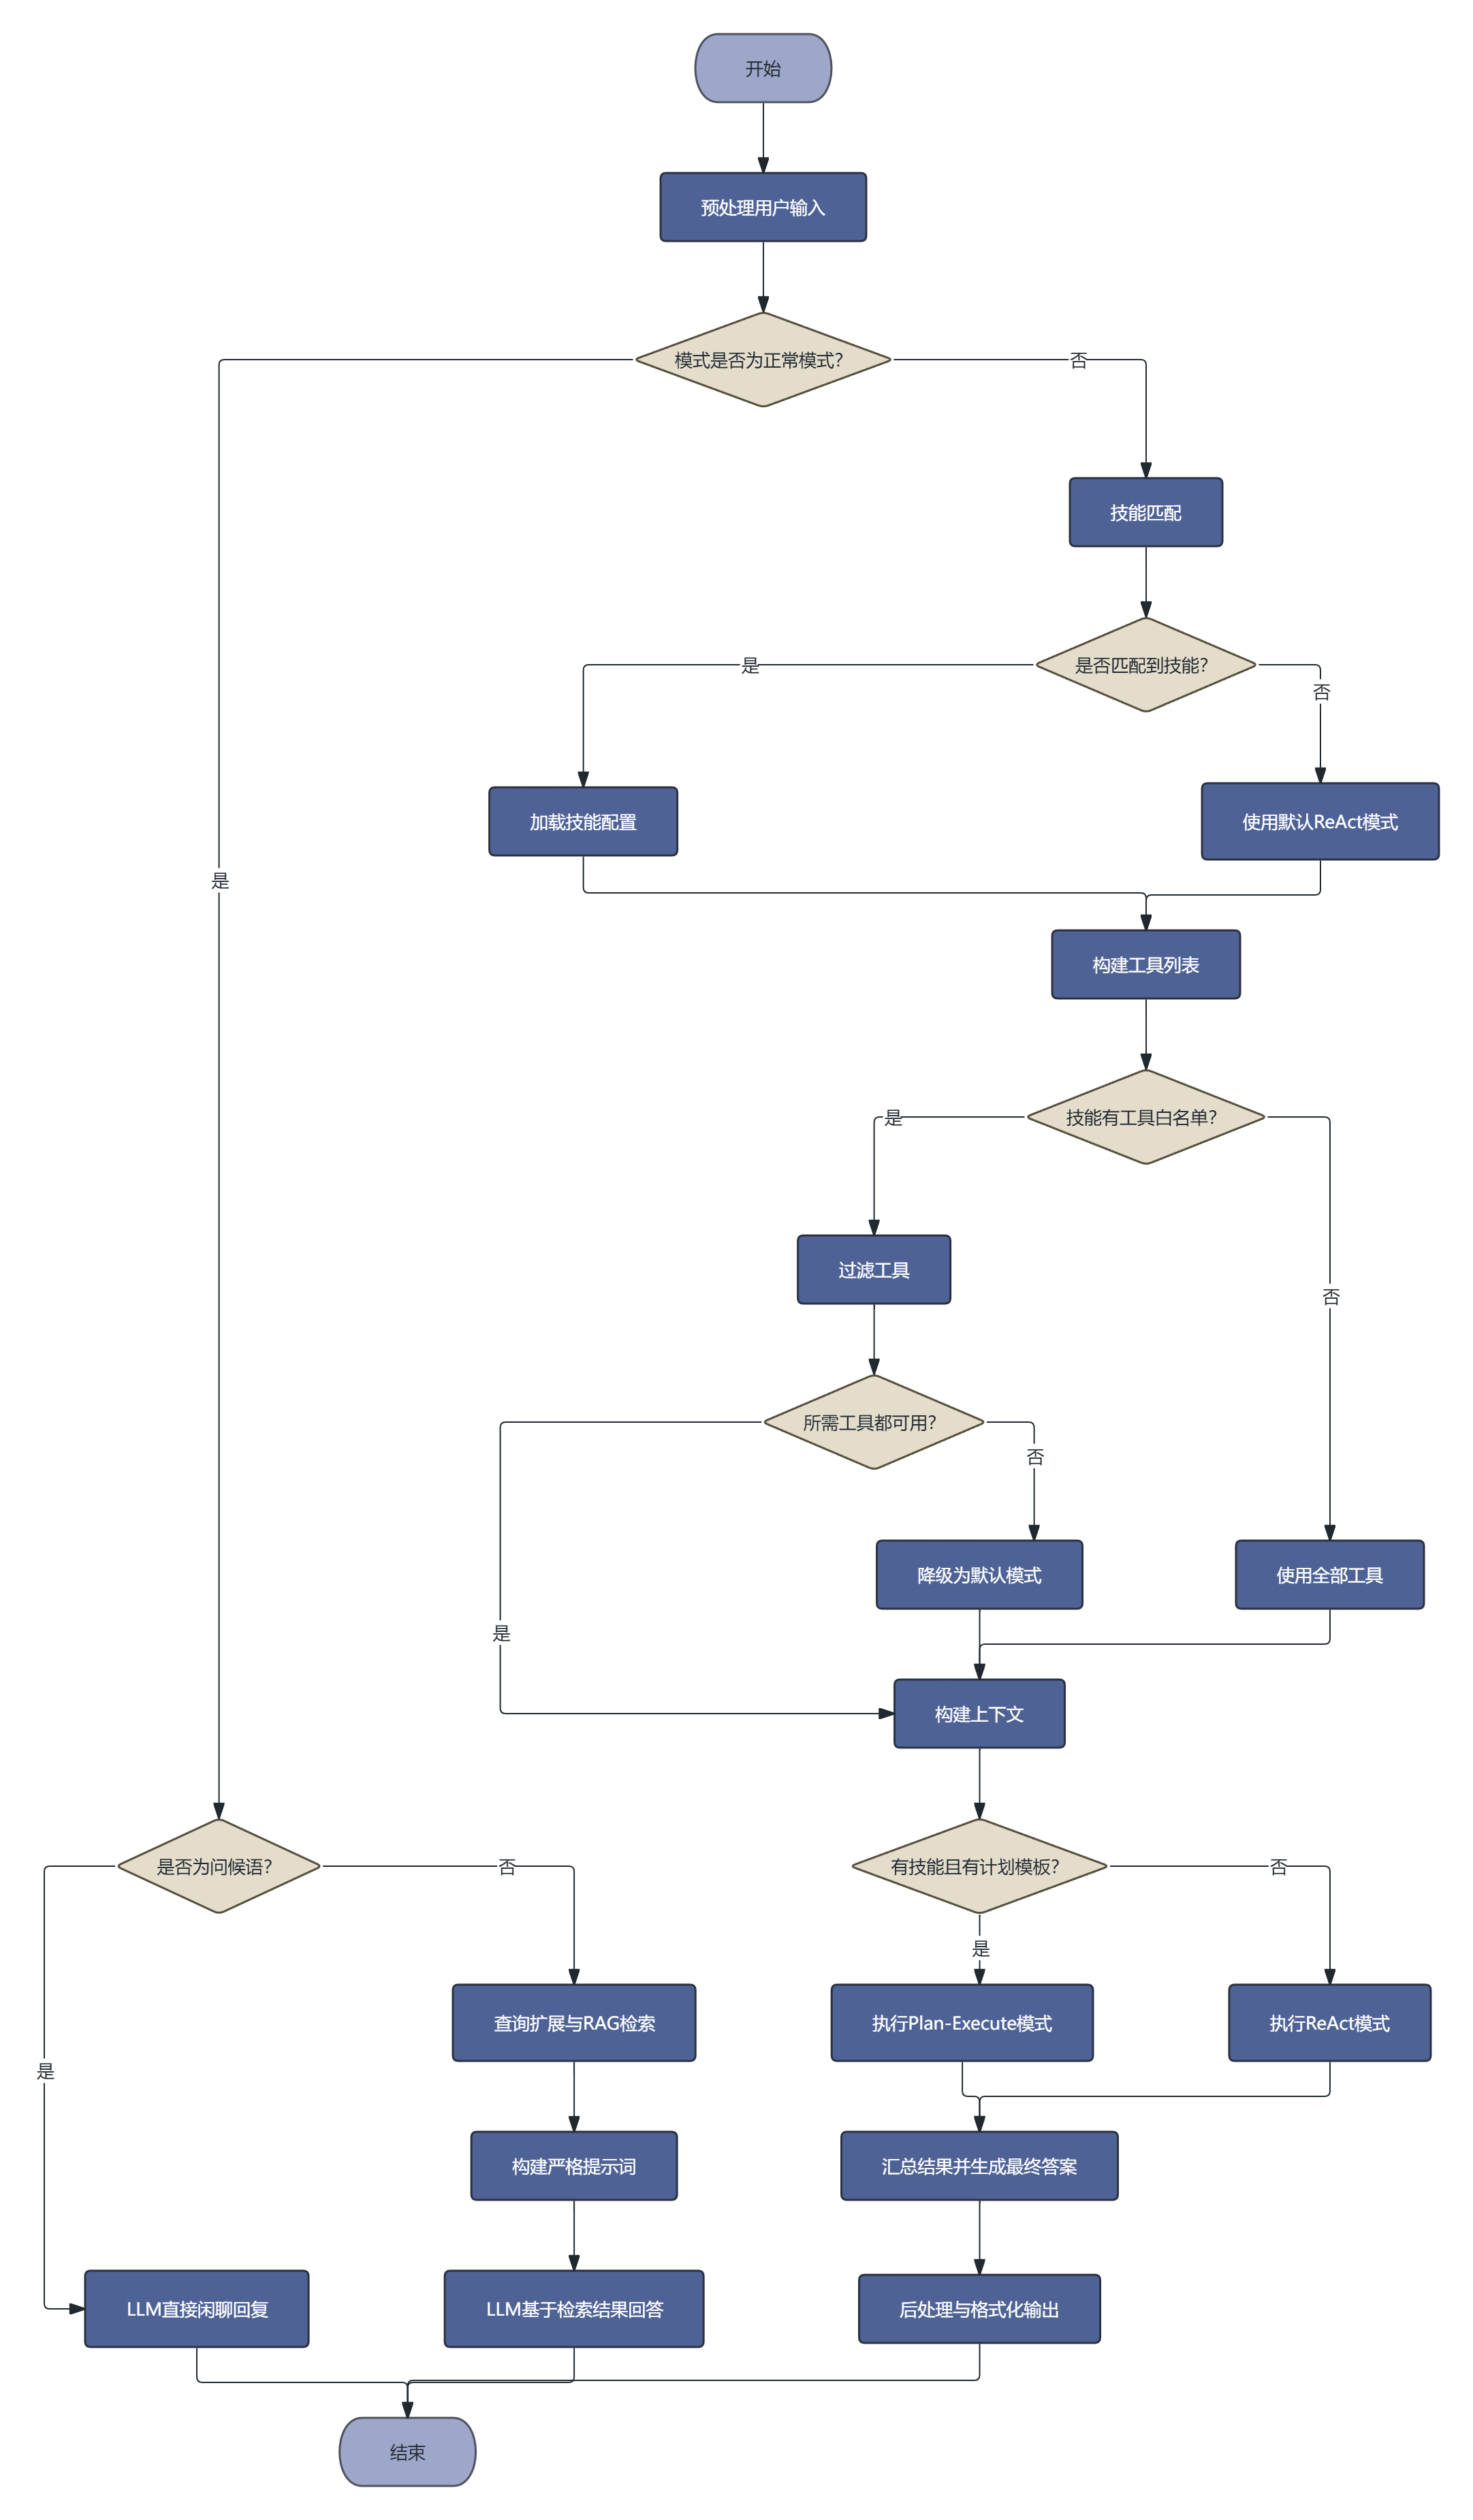 开始
预处理用户输入
模式是否为正常模式?
否
技能匹配
是否匹配到技能?
是
否
加载技能配置
使用默认ReAct模式
是
构建工具列表
技能有工具白名单?
是
过滤工具
否
所需工具都可用?
否
降级为默认模式
使用全部工具
是
构建上下文
是否为问候语?
否
有技能且有计划模板?
否
是
查询扩展与RAG检索
执行Plan-Execute模式
执行ReAct模式
是
构建严格提示词
汇总结果并生成最终答案
LLM直接闲聊回复
LLM基于检索结果回答
后处理与格式化输出
结束